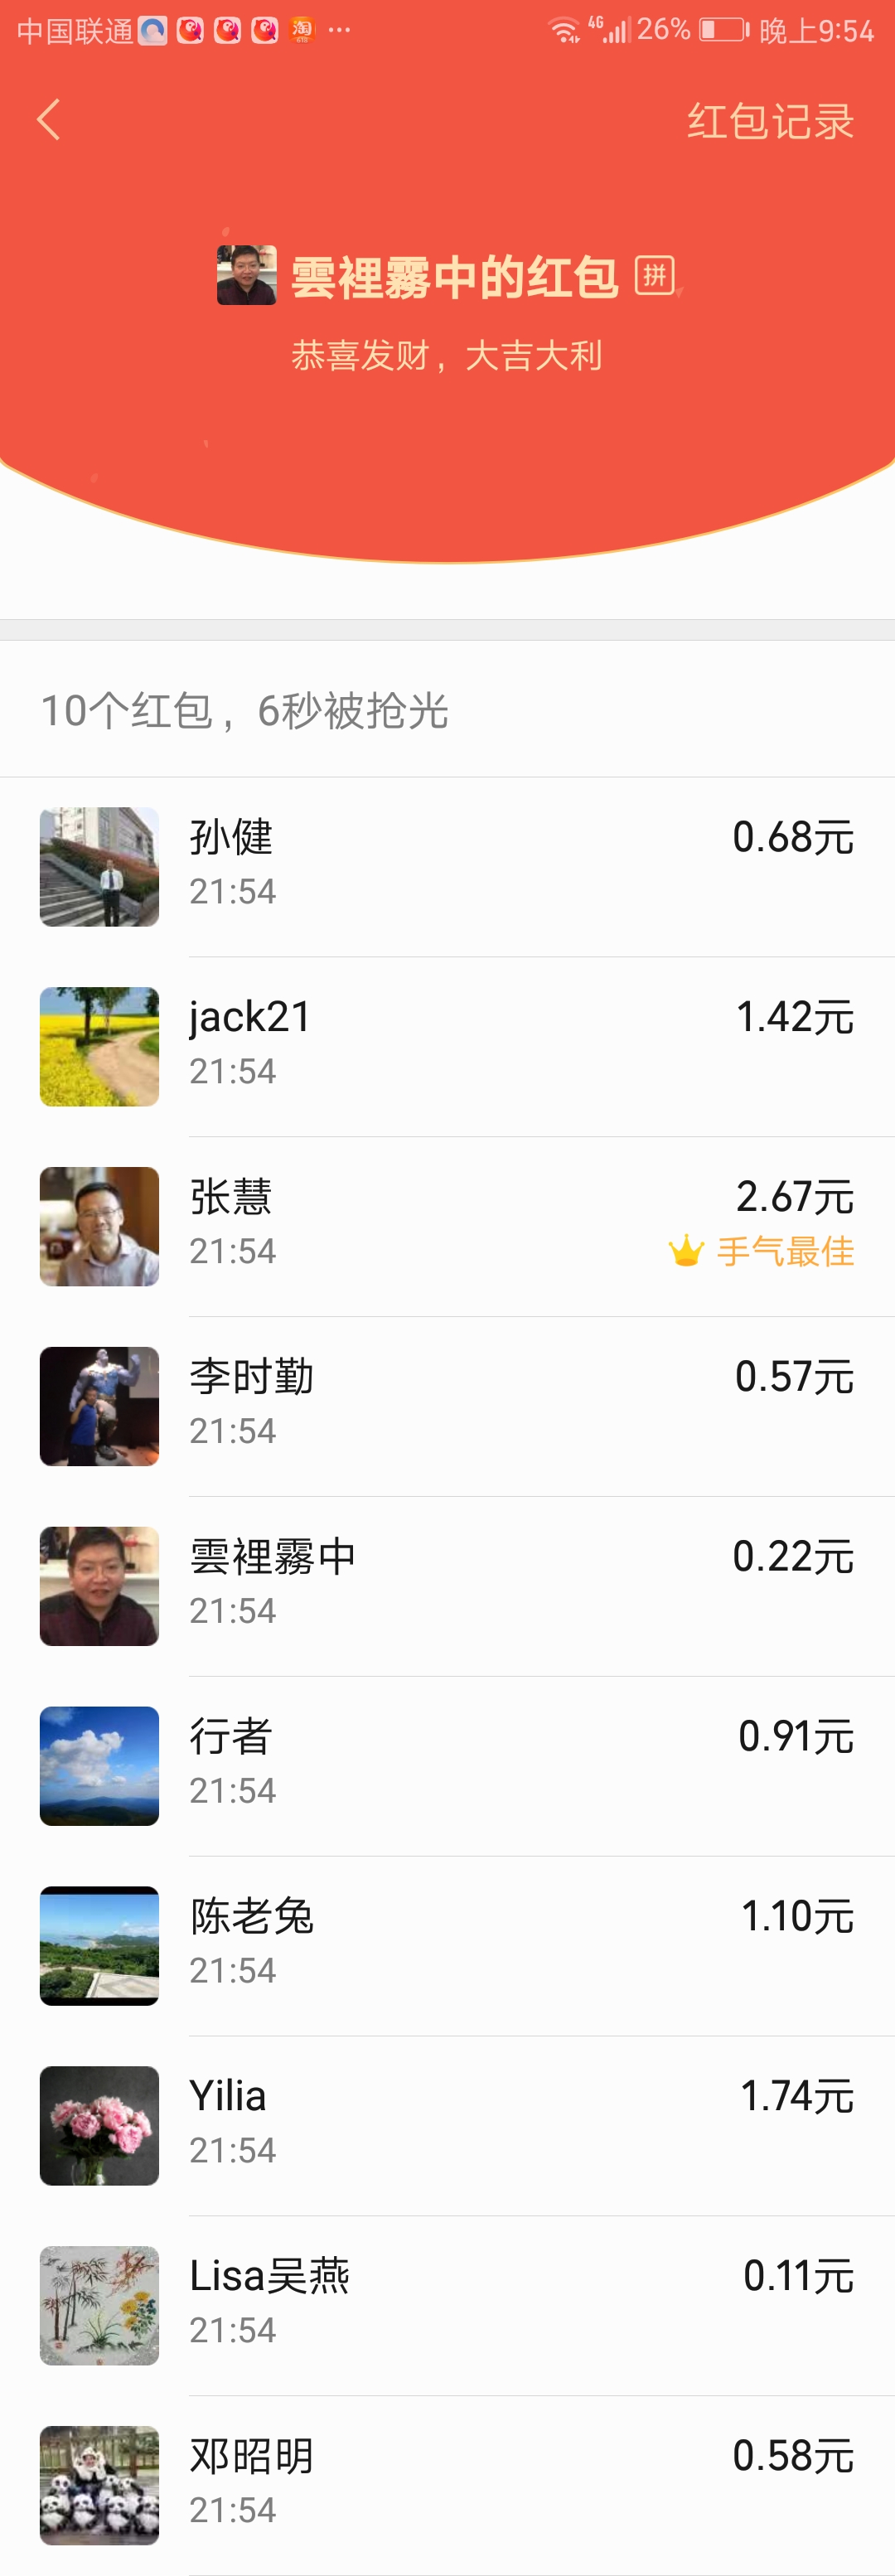 中国联通 淘 ··· 4G 26% 晚上9:54
红包记录
雲裡霧中的红包 拼
恭喜发财，大吉大利
10个红包，6秒被抢光
孙健 0.68元
21:54
jack21 1.42元
21:54
张慧 2.67元
21:54 手气最佳
李时勤 0.57元
21:54
雲裡霧中 0.22元
21:54
行者 0.91元
21:54
陈老兔 1.10元
21:54
Yilia 1.74元
21:54
Lisa吴燕 0.11元
21:54
邓昭明 0.58元
21:54